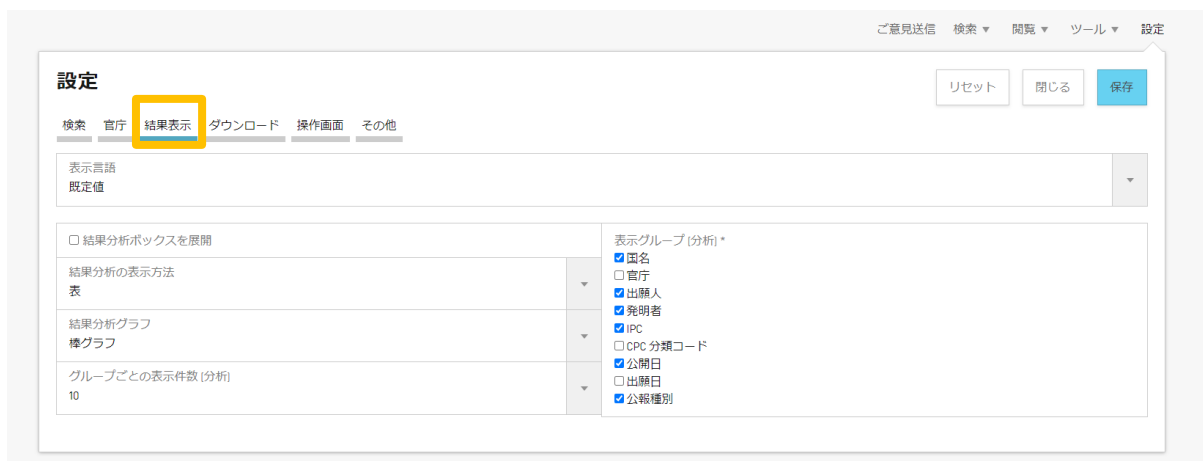 ご意見送信 検索 ▼ 閲覧 ▼ ツール ▼ 設定
設定
リセット 閉じる 保存
検索 官庁 結果表示 ダウンロード 操作画面 その他
表示言語
既定値
結果分析ボックスを展開
結果分析の表示方法
表
結果分析グラフ
棒グラフ
グループごとの表示件数 [分析]
10
表示グループ [分析] *
国名
官庁
出願人
発明者
IPC
CPC 分類コード
公開日
出願日
公報種別